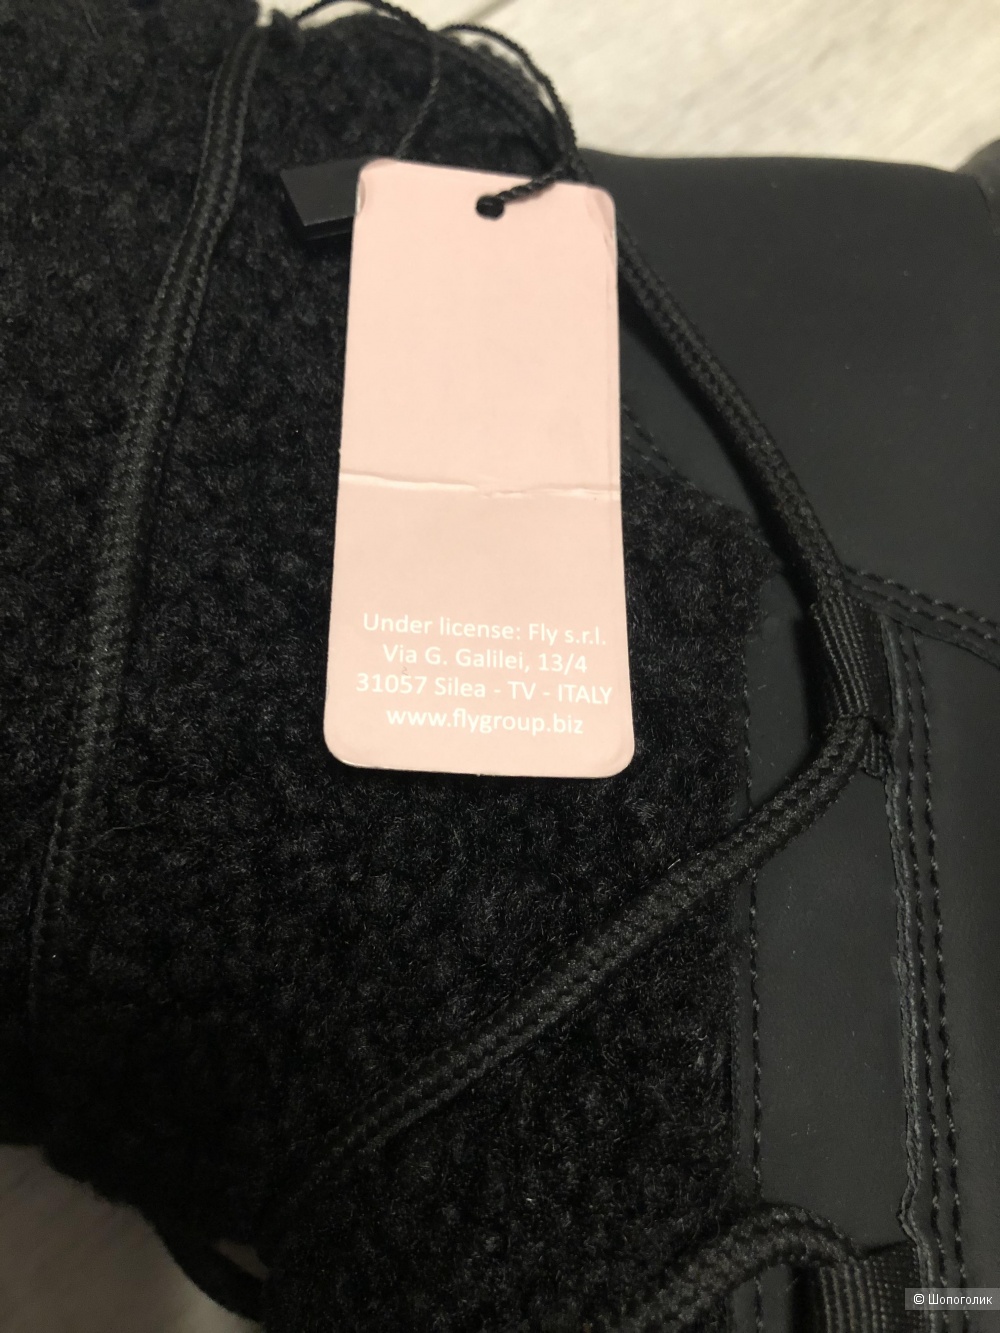 Under license: Fly s.r.l.
Via G. Galilei, 13/4
31057 Silea - TV - ITALY
www.flygroup.biz
© Шопоголик